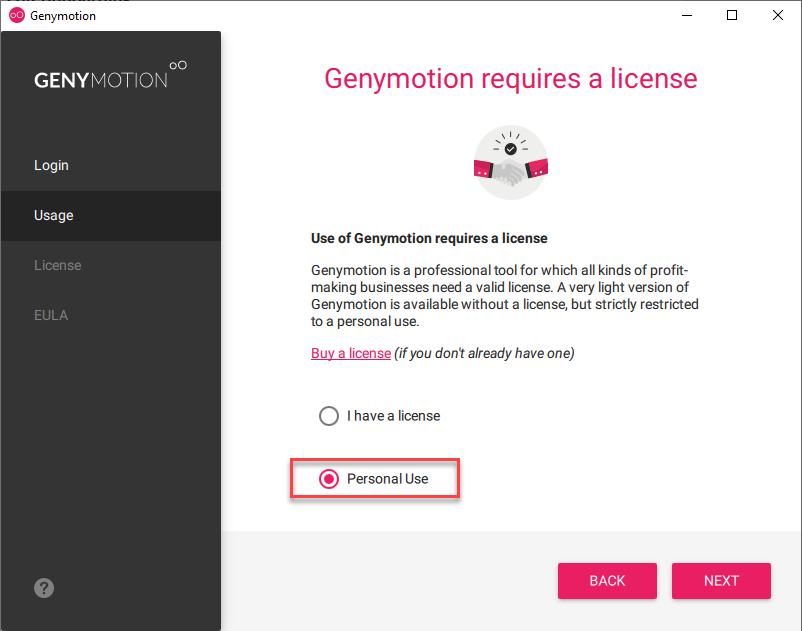 Genymotion
GENYMOTION
Login
Usage
License
EULA
Genymotion requires a license
Use of Genymotion requires a license
Genymotion is a professional tool for which all kinds of profit-
making businesses need a valid license. A very light version of
Genymotion is available without a license, but strictly restricted
to a personal use.
Buy a license (if you don't already have one)
I have a license
Personal Use
?
BACK
NEXT